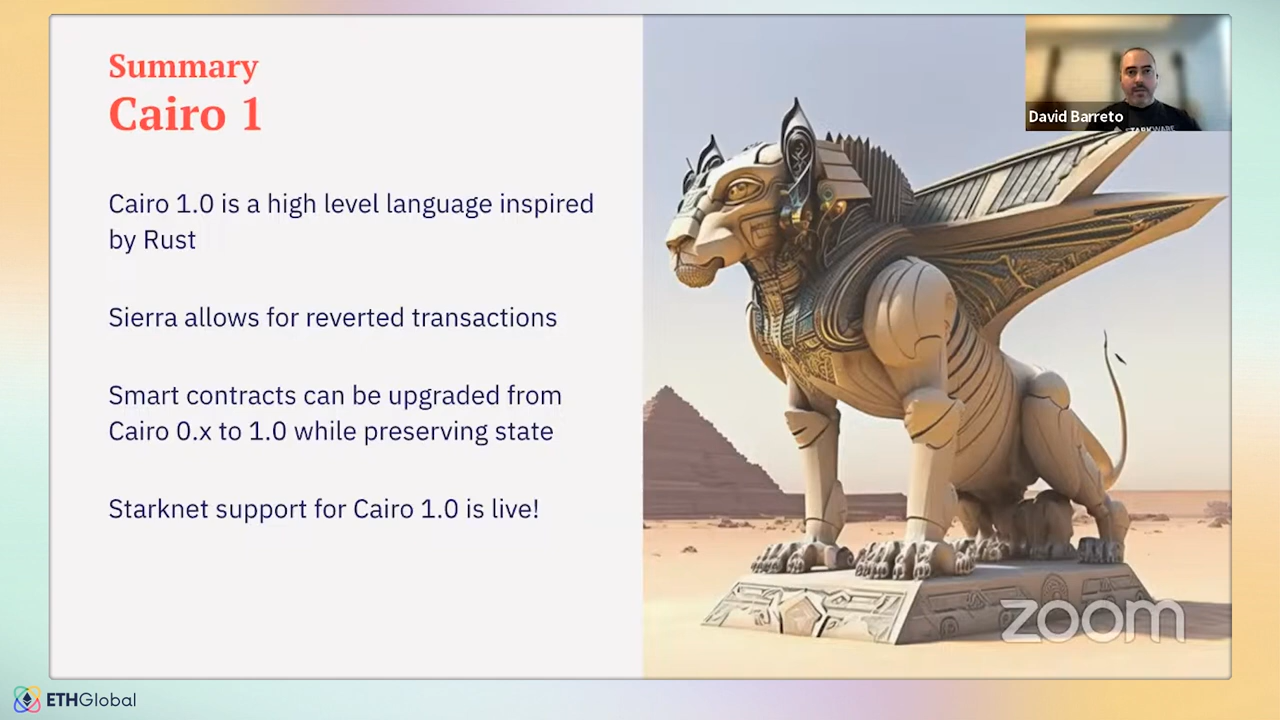 Summary
Cairo 1
Cairo 1.0 is a high level language inspired
by Rust
Sierra allows for reverted transactions
Smart contracts can be upgraded from
Cairo 0.x to 1.0 while preserving state
Starknet support for Cairo 1.0 is live!
David Barreto
STARKWARE
zoom
ETHGlobal